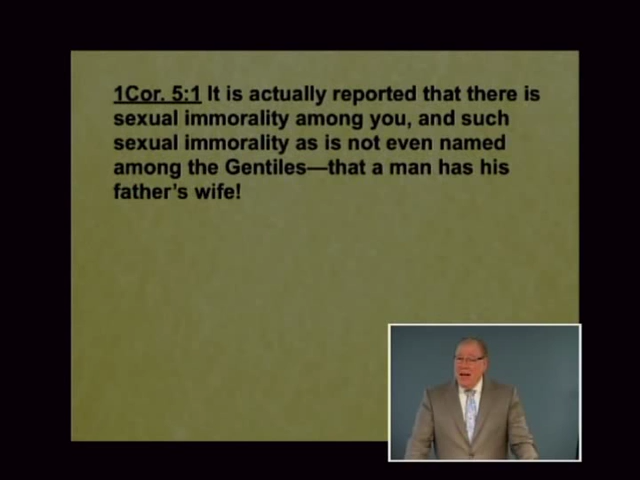 1Cor. 5:1 It is actually reported that there is
sexual immorality among you, and such
sexual immorality as is not even named
among the Gentiles—that a man has his
father's wife!